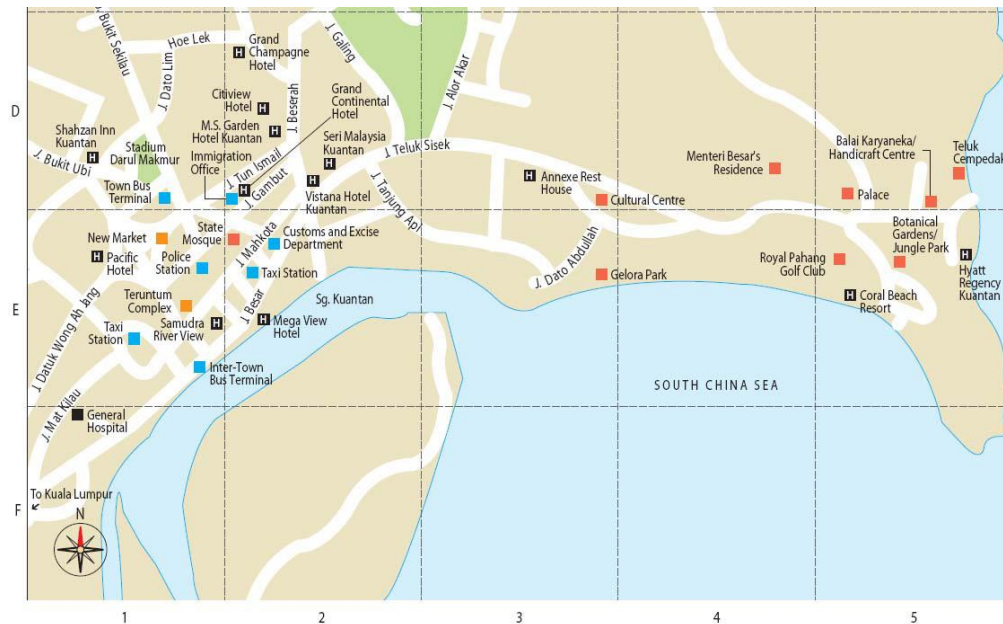 J. Bukit Sekilau
Hoe Lek
J. Dato Lim
Grand
Champagne
Hotel
J. Beserah
J. Galing
J. Alor Akar
D
Citiview
Hotel
M.S. Garden
Hotel Kuantan
Grand
Continental
Hotel
Seri Malaysia
Kuantan
Shahzan Inn
Kuantan
Stadium
Darul Makmur
Immigration
Office
J. Bukit Ubi
J. Tun Ismail
J. Gambut
J. Teluk Sisek
Town Bus
Terminal
Vistana Hotel
Kuantan
J. Tanjung Api
Annexe Rest
House
Cultural Centre
Menteri Besar's
Residence
Balai Karyaneka/
Handicraft Centre
Teluk
Cempedak
Palace
New Market
State
Mosque
J. Mahkota
Customs and Excise
Department
Pacific
Hotel
Police
Station
Taxi Station
J. Dato Abdullah
Gelora Park
Royal Pahang
Golf Club
Botanical
Gardens/
Jungle Park
Hyatt
Regency
Kuantan
Coral Beach
Resort
E
Teruntum
Complex
J. Besar
Sg. Kuantan
Samudra
River View
Mega View
Hotel
J. Datuk Wong Ah Jang
Taxi
Station
Inter-Town
Bus Terminal
SOUTH CHINA SEA
J. Mat Kilau
General
Hospital
To Kuala Lumpur
F
N
1
2
3
4
5
H
H
H
H
H
H
H
H
H
H
H
H
H